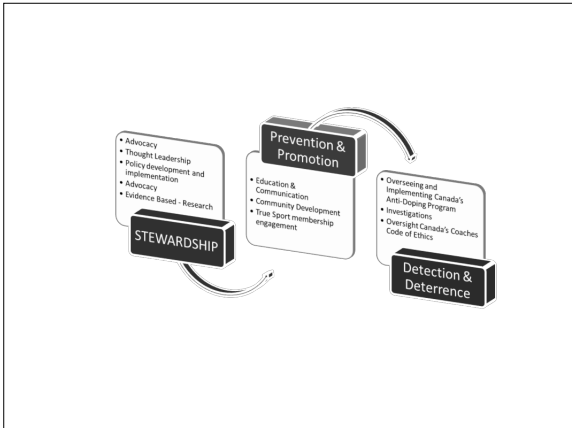 • Advocacy
• Thought Leadership
• Policy development and
implementation
• Advocacy
• Evidence Based - Research
STEWARDSHIP
Prevention &
Promotion
• Education &
Communication
• Community Development
• True Sport membership
engagement
• Overseeing and
Implementing Canada's
Anti-Doping Program
• Investigations
• Oversight Canada's Coaches
Code of Ethics
Detection &
Deterrence